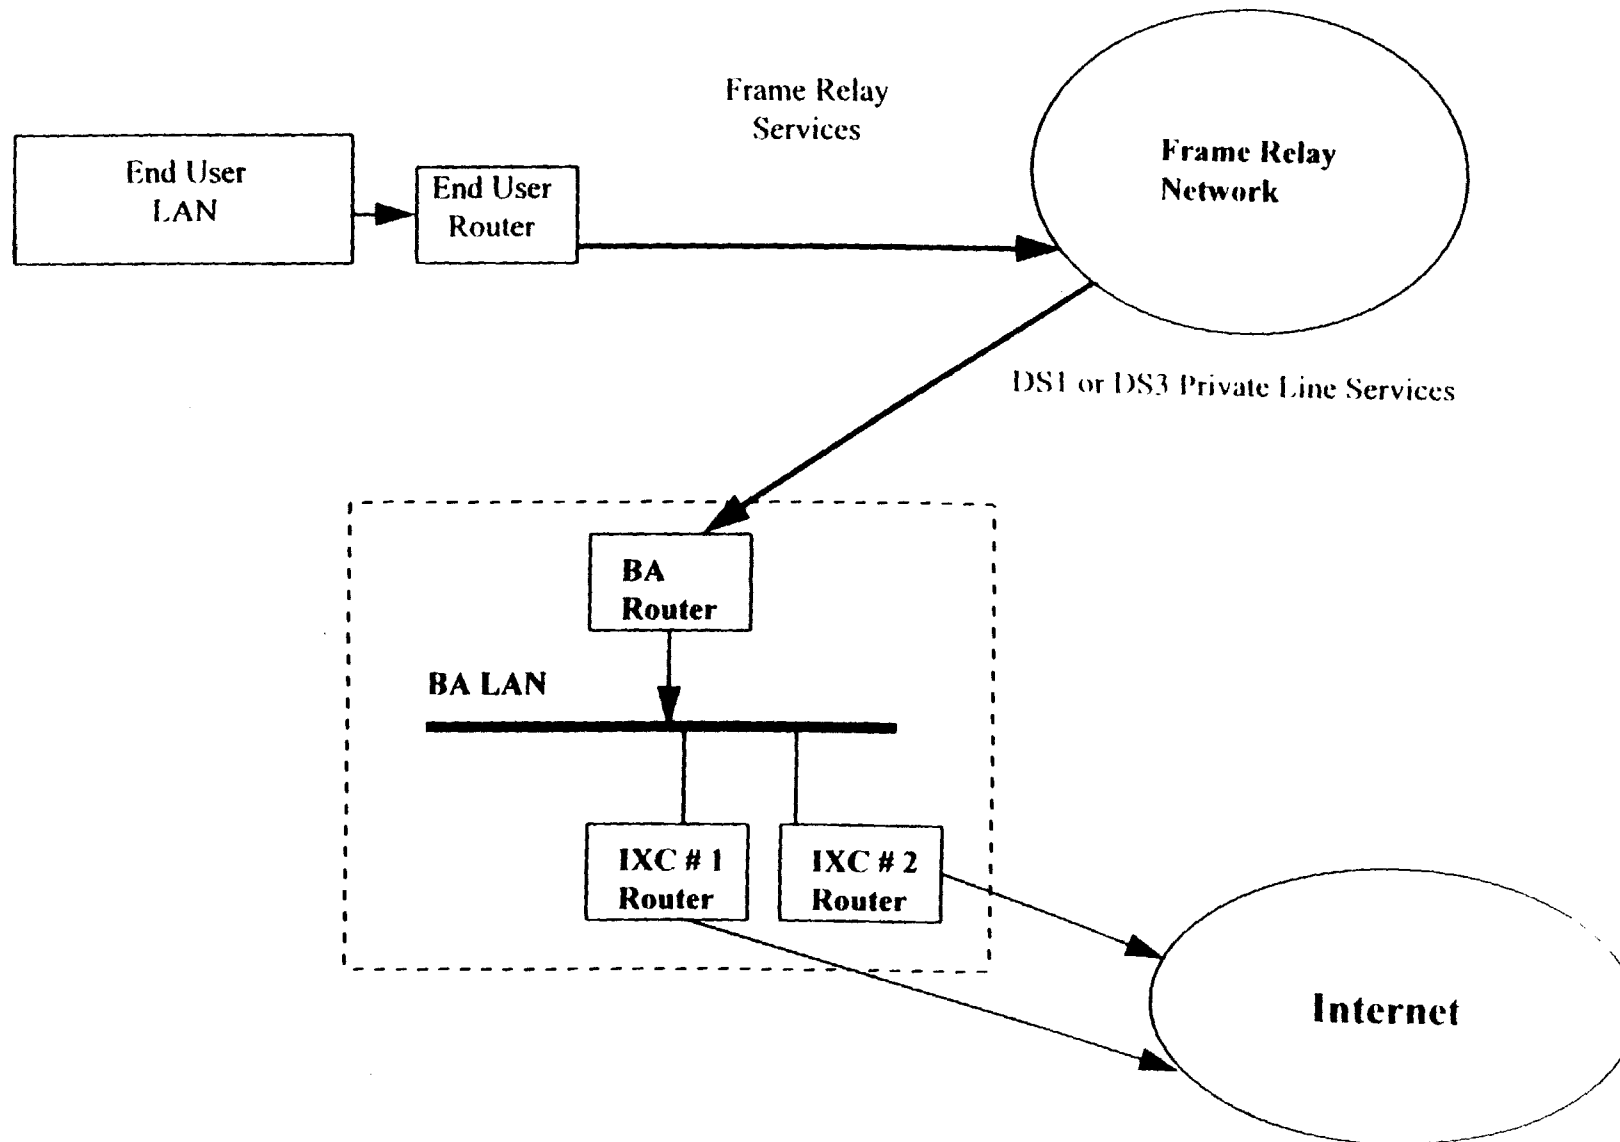 Frame Relay
Services
Frame Relay
Network
End User
LAN
End User
Router
DS1 or DS3 Private Line Services
BA
Router
BA LAN
IXC # 1
Router
IXC # 2
Router
Internet